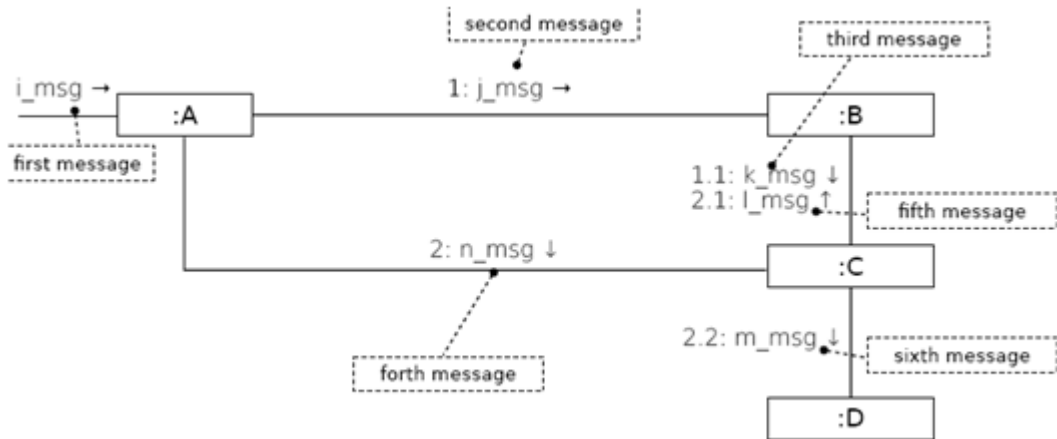 second message
third message
i_msg →
1: j_msg →
:A
:B
first message
1.1: k_msg ↓
2.1: l_msg ↑
fifth message
2: n_msg ↓
:C
2.2: m_msg ↓
sixth message
forth message
:D